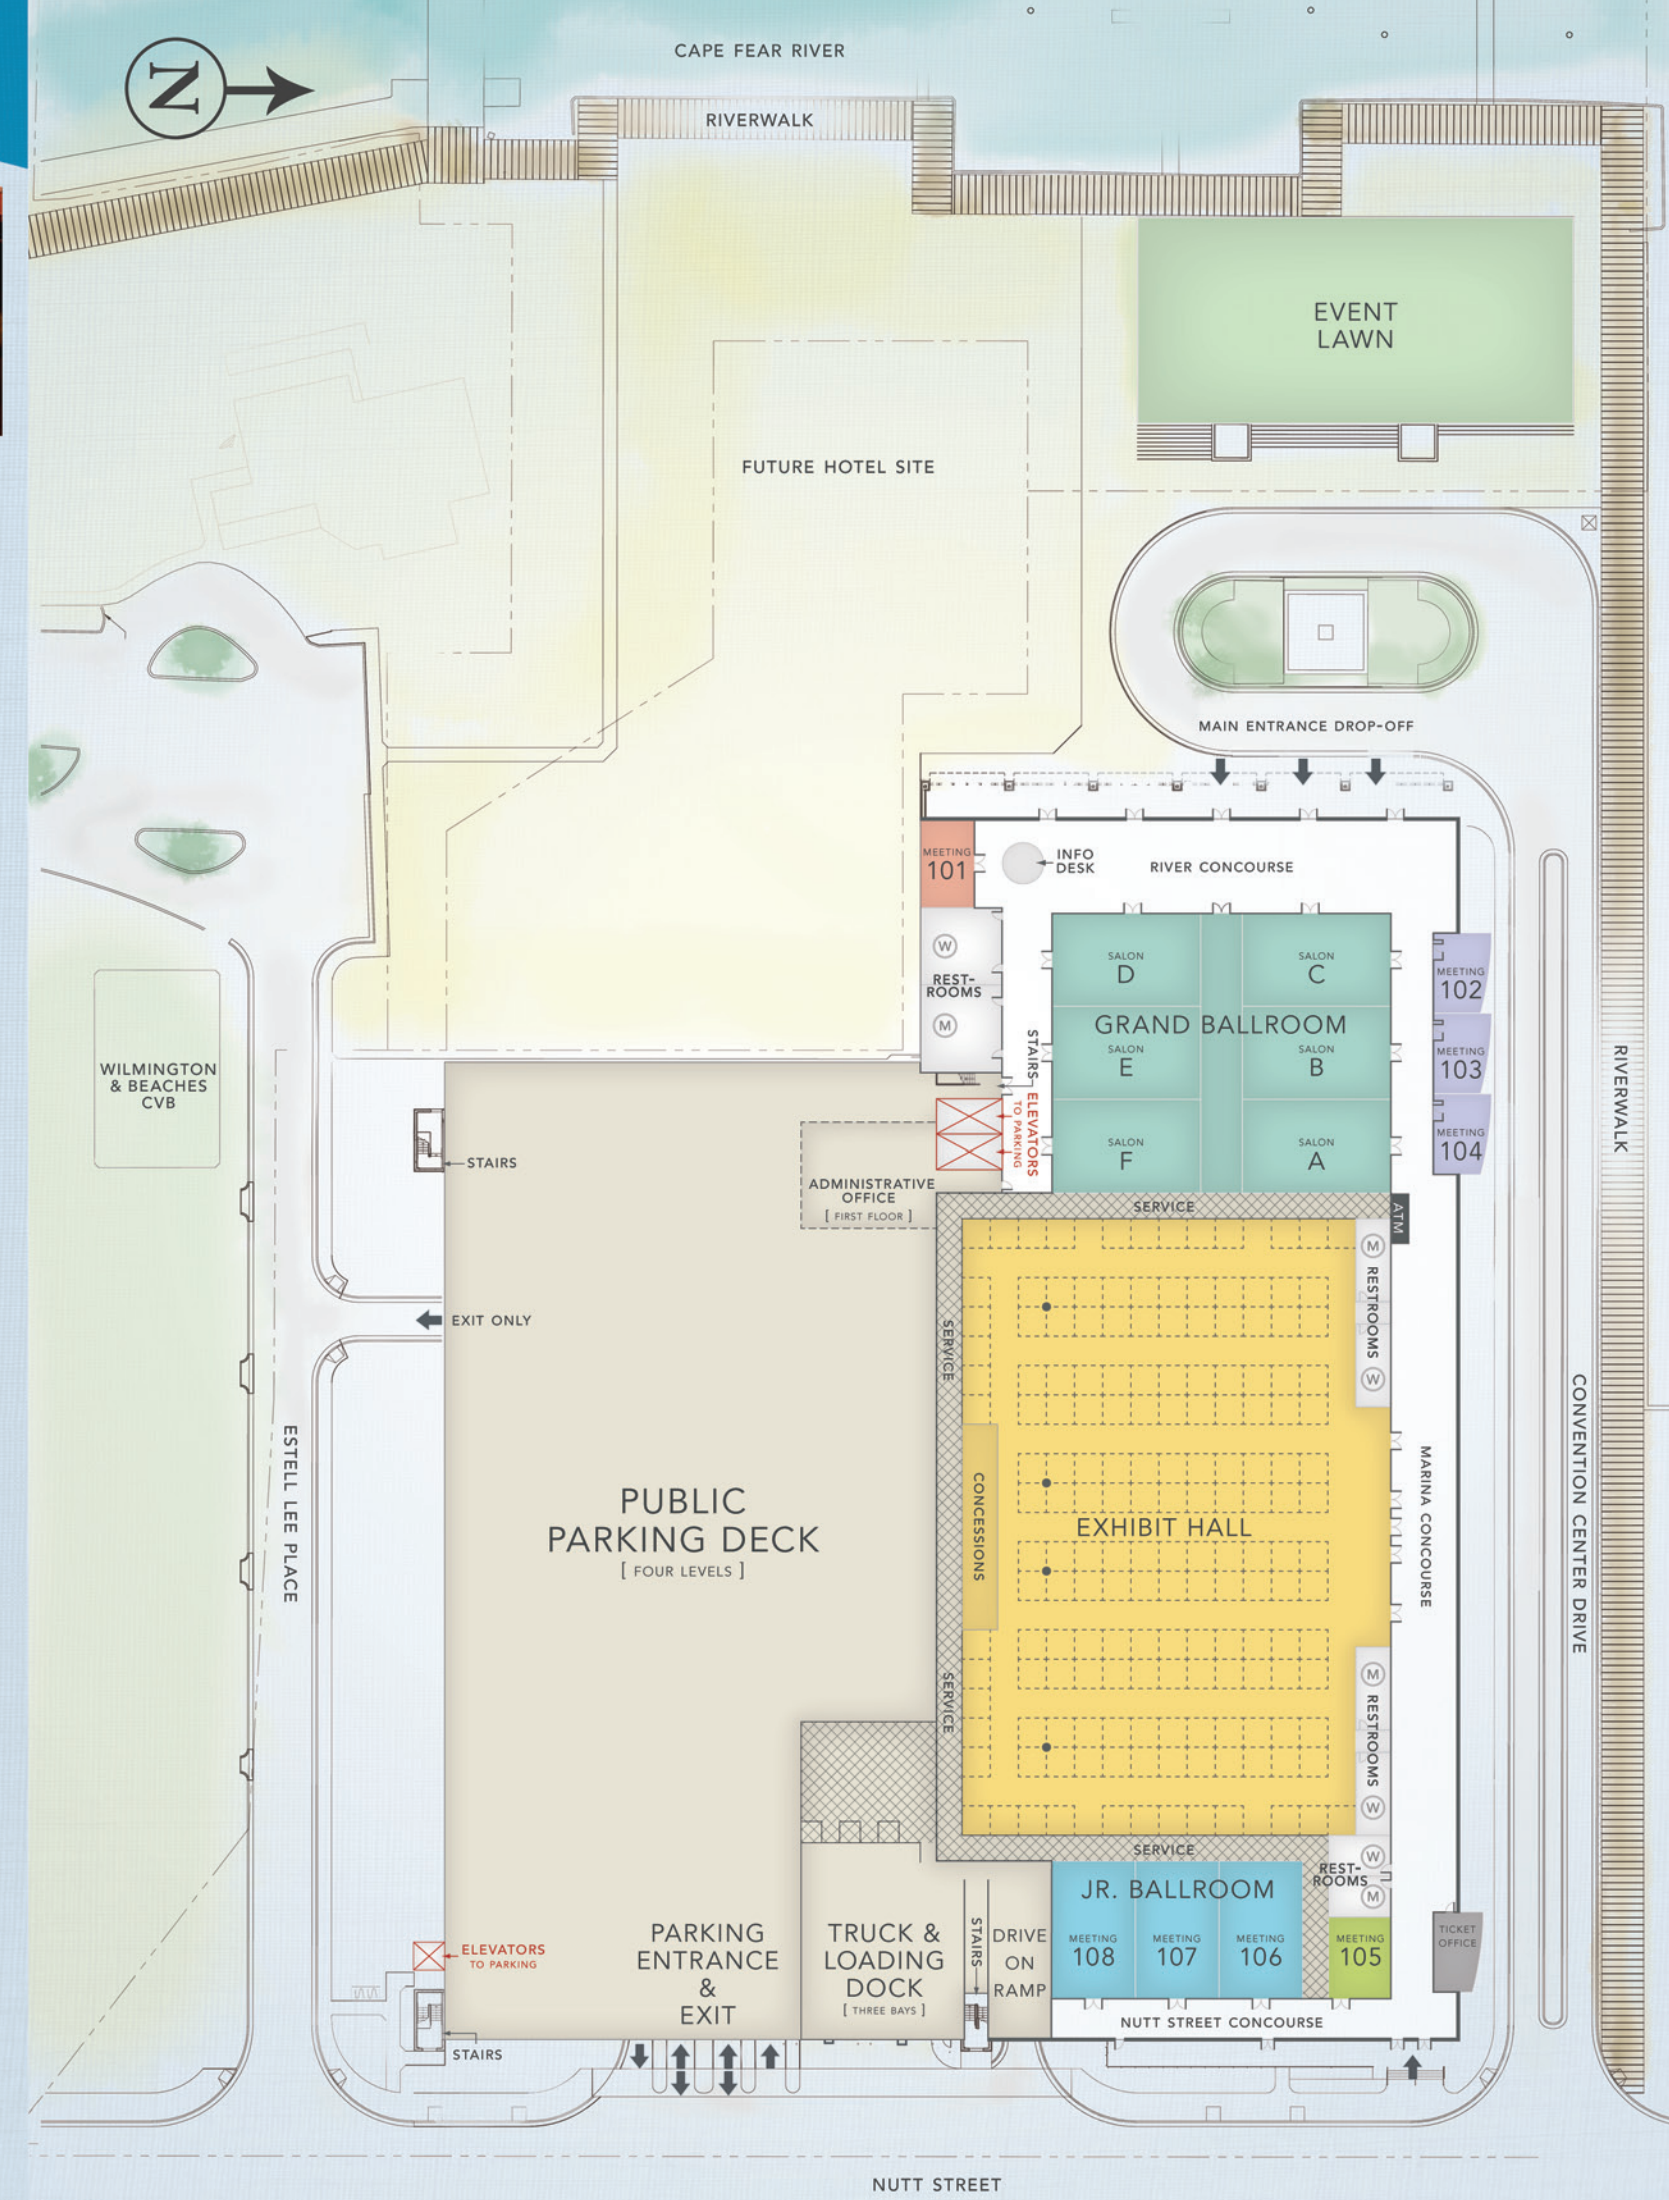 CAPE FEAR RIVER
N
RIVERWALK
EVENT
LAWN
FUTURE HOTEL SITE
MAIN ENTRANCE DROP-OFF
MEETING
101
INFO
DESK
RIVER CONCOURSE
W
REST-
ROOMS
M
STAIRS
ELEVATORS
TO PARKING
SALON
D
SALON
C
GRAND BALLROOM
SALON
E
SALON
B
SALON
F
SALON
A
MEETING
102
MEETING
103
MEETING
104
RIVERWALK
WILMINGTON
& BEACHES
CVB
STAIRS
ADMINISTRATIVE
OFFICE
[ FIRST FLOOR ]
SERVICE
ATM
M
RESTROOMS
W
SERVICE
EXIT ONLY
ESTELL LEE PLACE
PUBLIC
PARKING DECK
[ FOUR LEVELS ]
CONCESSIONS
EXHIBIT HALL
MARINA CONCOURSE
CONVENTION CENTER DRIVE
SERVICE
M
RESTROOMS
W
SERVICE
W
REST-
ROOMS
M
JR. BALLROOM
MEETING
108
MEETING
107
MEETING
106
MEETING
105
TICKET
OFFICE
ELEVATORS
TO PARKING
PARKING
ENTRANCE
&
EXIT
TRUCK &
LOADING
DOCK
[ THREE BAYS ]
STAIRS
DRIVE
ON
RAMP
NUTT STREET CONCOURSE
STAIRS
NUTT STREET